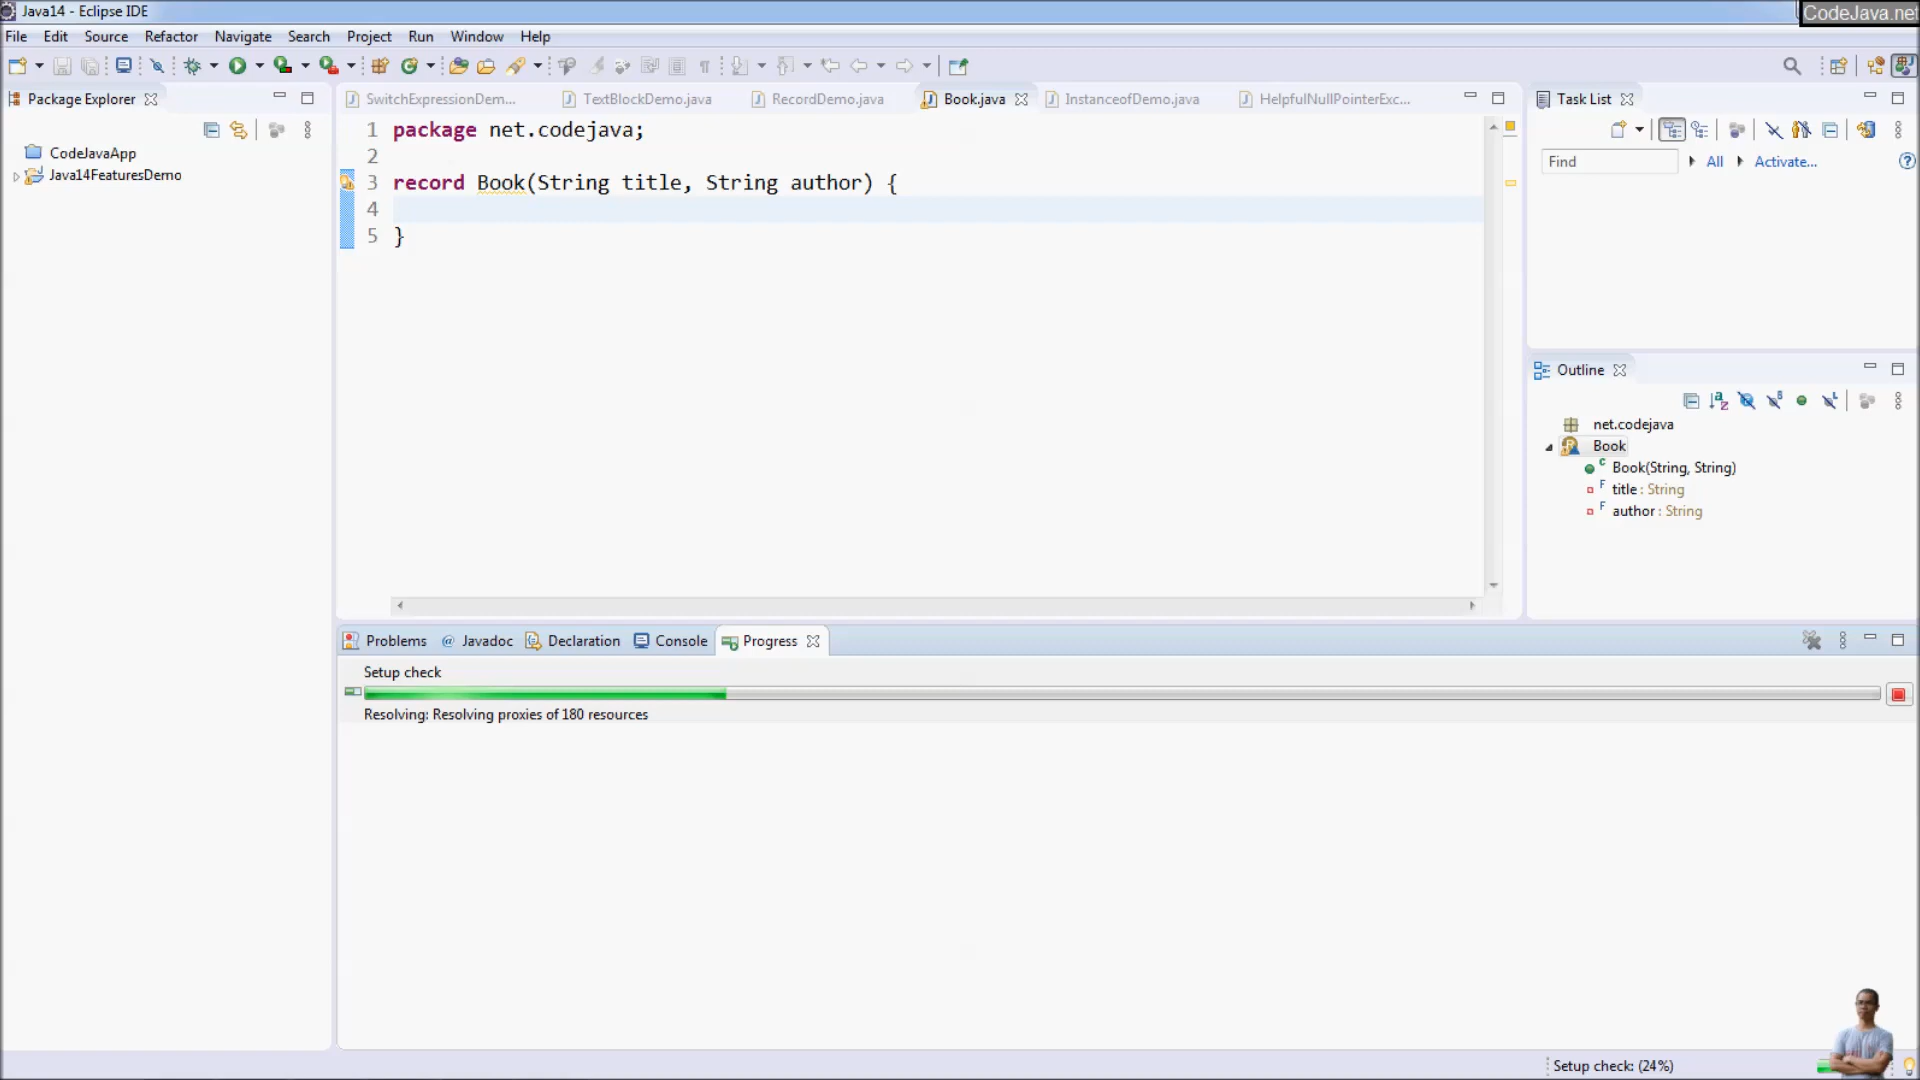 Java14 - Eclipse IDE
CodeJava.net
File Edit Source Refactor Navigate Search Project Run Window Help
Package Explorer
SwitchExpressionDem... TextBlockDemo.java RecordDemo.java Book.java InstanceofDemo.java HelpfulNullPointerExc...
Task List
CodeJavaApp
Java14FeaturesDemo
1 package net.codejava;
2
3 record Book(String title, String author) {
4
5 }
Find All Activate...
Outline
net.codejava
Book
Book(String, String)
title : String
author : String
Problems @ Javadoc Declaration Console Progress
Setup check
Resolving: Resolving proxies of 180 resources
Setup check: (24%)